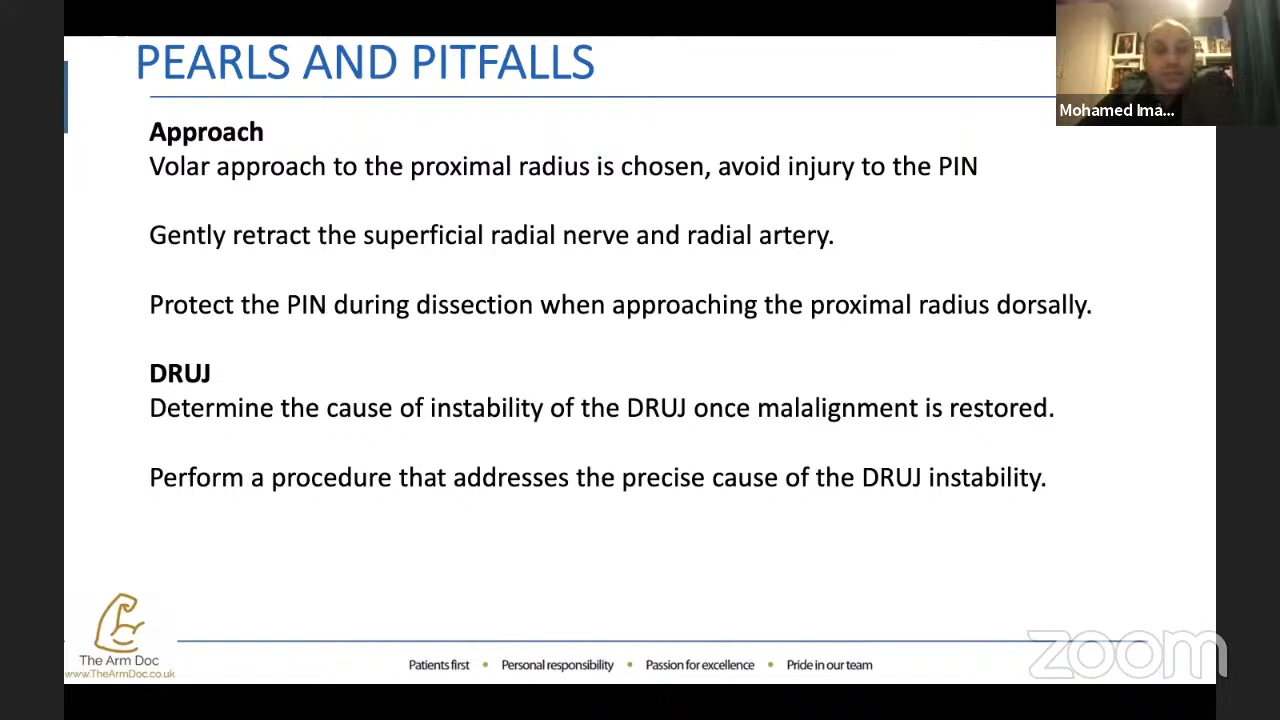 PEARLS AND PITFALLS
Mohamed Ima...
Approach
Volar approach to the proximal radius is chosen, avoid injury to the PIN
Gently retract the superficial radial nerve and radial artery.
Protect the PIN during dissection when approaching the proximal radius dorsally.
DRUJ
Determine the cause of instability of the DRUJ once malalignment is restored.
Perform a procedure that addresses the precise cause of the DRUJ instability.
The Arm Doc
www.TheArmDoc.co.uk
Patients first • Personal responsibility • Passion for excellence • Pride in our team
zoom